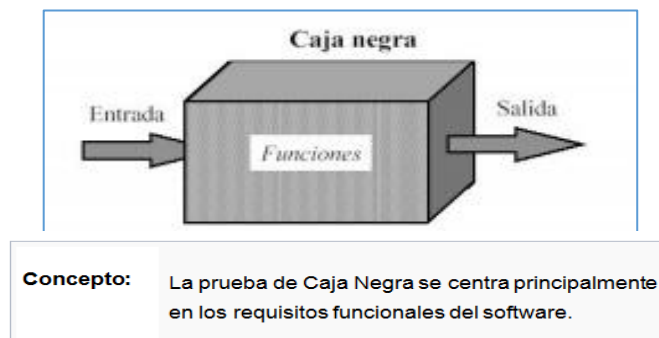 Caja negra
Entrada
Salida
Funciones
Concepto:
La prueba de Caja Negra se centra principalmente
en los requisitos funcionales del software.